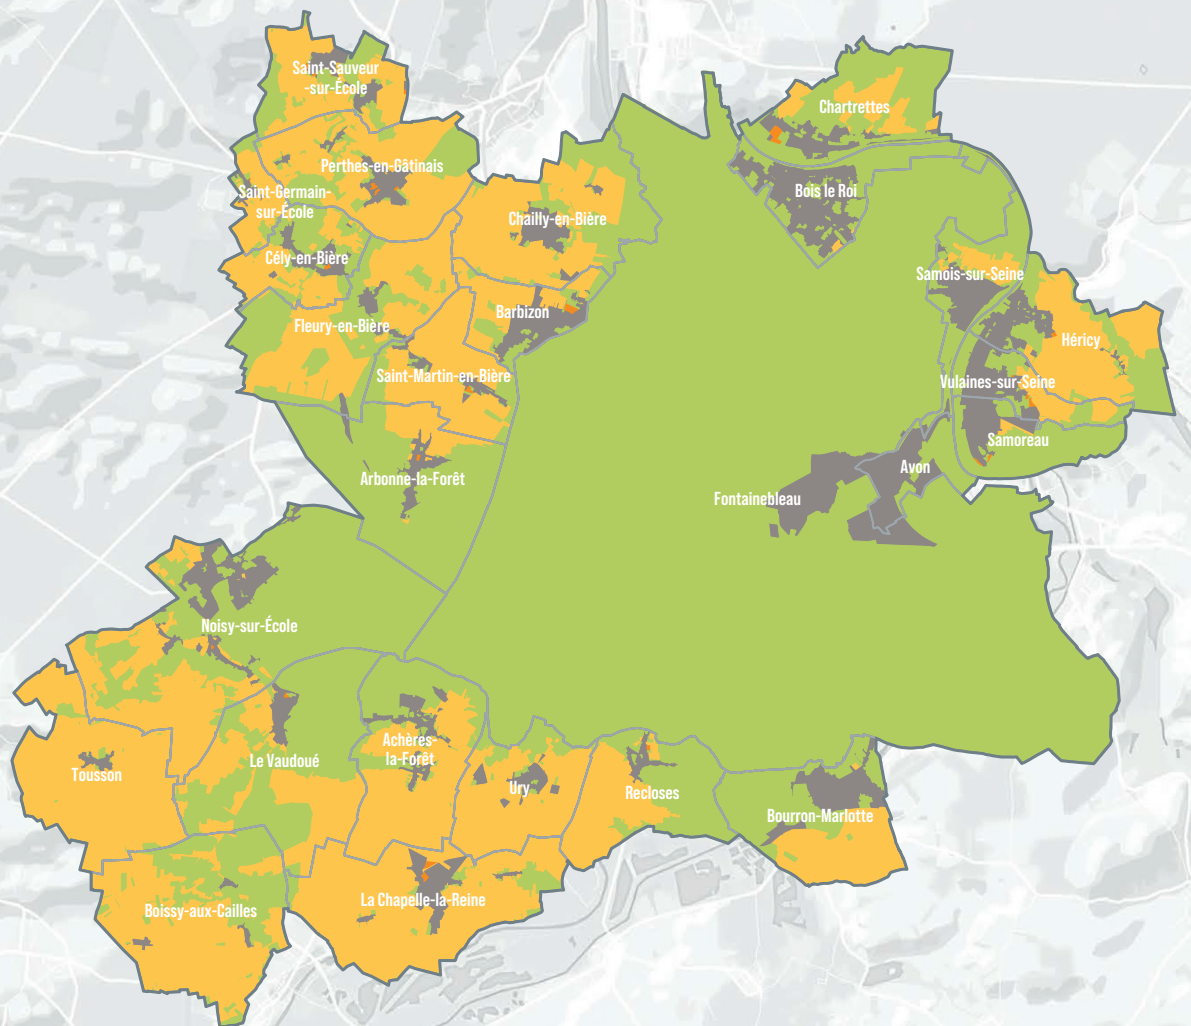 Saint-Sauveur
-sur-École
Chartrettes
Perthes-en-Gâtinais
Saint-Germain-
sur-École
Bois le Roi
Chailly-en-Bière
Cély-en-Bière
Samois-sur-Seine
Barbizon
Fleury-en-Bière
Héricy
Saint-Martin-en-Bière
Vulaines-sur-Seine
Samoreau
Avon
Arbonne-la-Forêt
Fontainebleau
Noisy-sur-École
Achères-
la-Forêt
Le Vaudoué
Tousson
Ury
Recloses
Bourron-Marlotte
La Chapelle-la-Reine
Boissy-aux-Cailles